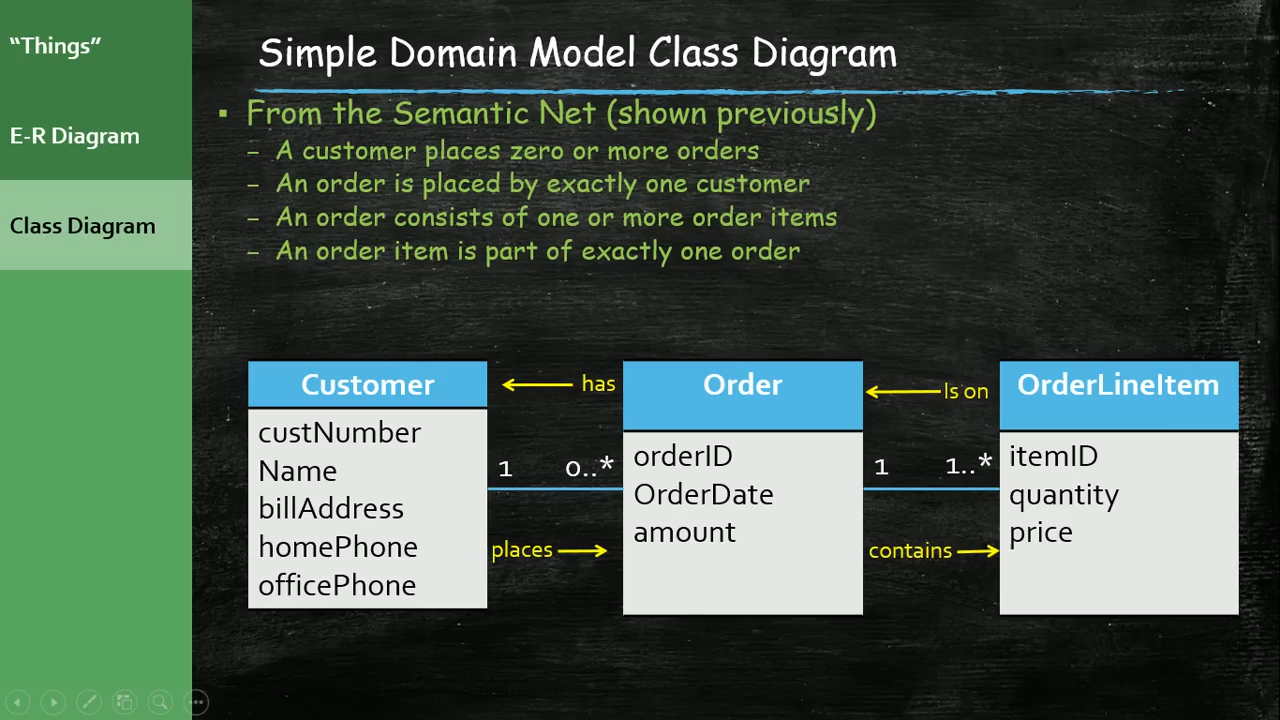 “Things”
E-R Diagram
Class Diagram
Simple Domain Model Class Diagram
▪ From the Semantic Net (shown previously)
– A customer places zero or more orders
– An order is placed by exactly one customer
– An order consists of one or more order items
– An order item is part of exactly one order
Customer
custNumber
Name
billAddress
homePhone
officePhone
has
1 0..*
places
Order
orderID
OrderDate
amount
Is on
1 1..*
contains
OrderLineItem
itemID
quantity
price